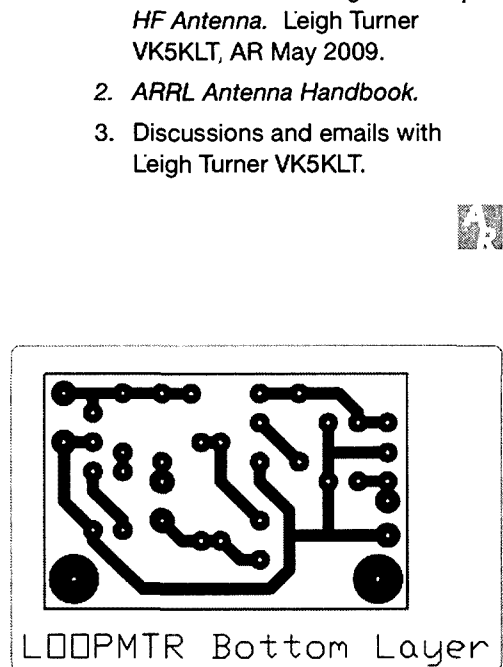 HF Antenna. Leigh Turner
VK5KLT, AR May 2009.
2. ARRL Antenna Handbook.
3. Discussions and emails with
Leigh Turner VK5KLT.
AR
LOOPMTR Bottom Layer